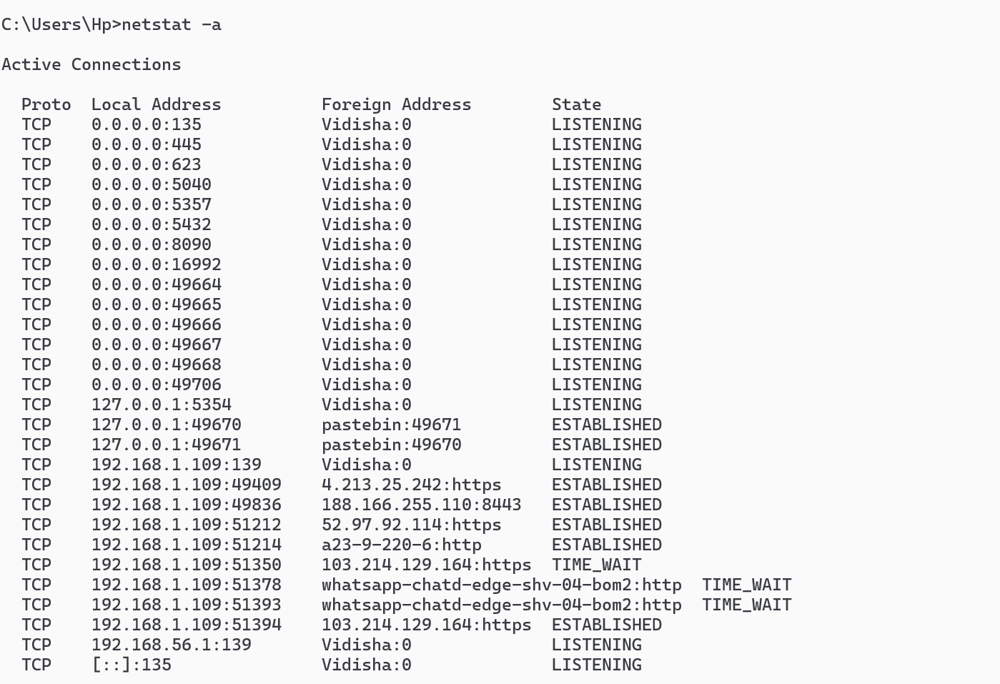 C:\Users\Hp>netstat -a
Active Connections
Proto  Local Address          Foreign Address        State
TCP    0.0.0.0:135            Vidisha:0              LISTENING
TCP    0.0.0.0:445            Vidisha:0              LISTENING
TCP    0.0.0.0:623            Vidisha:0              LISTENING
TCP    0.0.0.0:5040           Vidisha:0              LISTENING
TCP    0.0.0.0:5357           Vidisha:0              LISTENING
TCP    0.0.0.0:5432           Vidisha:0              LISTENING
TCP    0.0.0.0:8090           Vidisha:0              LISTENING
TCP    0.0.0.0:16992          Vidisha:0              LISTENING
TCP    0.0.0.0:49664          Vidisha:0              LISTENING
TCP    0.0.0.0:49665          Vidisha:0              LISTENING
TCP    0.0.0.0:49666          Vidisha:0              LISTENING
TCP    0.0.0.0:49667          Vidisha:0              LISTENING
TCP    0.0.0.0:49668          Vidisha:0              LISTENING
TCP    0.0.0.0:49706          Vidisha:0              LISTENING
TCP    127.0.0.1:5354         Vidisha:0              LISTENING
TCP    127.0.0.1:49670        pastebin:49671         ESTABLISHED
TCP    127.0.0.1:49671        pastebin:49670         ESTABLISHED
TCP    192.168.1.109:139      Vidisha:0              LISTENING
TCP    192.168.1.109:49409    4.213.25.242:https     ESTABLISHED
TCP    192.168.1.109:49836    188.166.255.110:8443   ESTABLISHED
TCP    192.168.1.109:51212    52.97.92.114:https     ESTABLISHED
TCP    192.168.1.109:51214    a23-9-220-6:http       ESTABLISHED
TCP    192.168.1.109:51350    103.214.129.164:https  TIME_WAIT
TCP    192.168.1.109:51378    whatsapp-chatd-edge-shv-04-bom2:http  TIME_WAIT
TCP    192.168.1.109:51393    whatsapp-chatd-edge-shv-04-bom2:http  TIME_WAIT
TCP    192.168.1.109:51394    103.214.129.164:https  ESTABLISHED
TCP    192.168.56.1:139       Vidisha:0              LISTENING
TCP    [::]:135               Vidisha:0              LISTENING